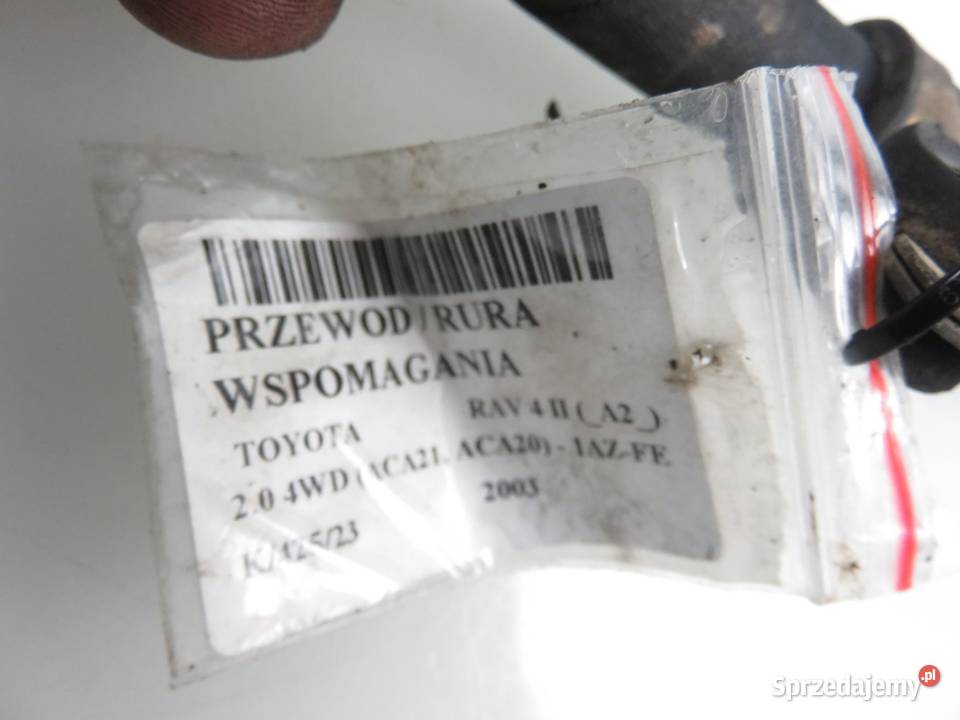 PRZEWOD / RURA
WSPOMAGANIA
TOYOTA RAV 4 II (_A2_)
2.0 4WD (ACA21, ACA20) - 1AZ-FE
2003
K/425/23
Sprzedajemy.pl